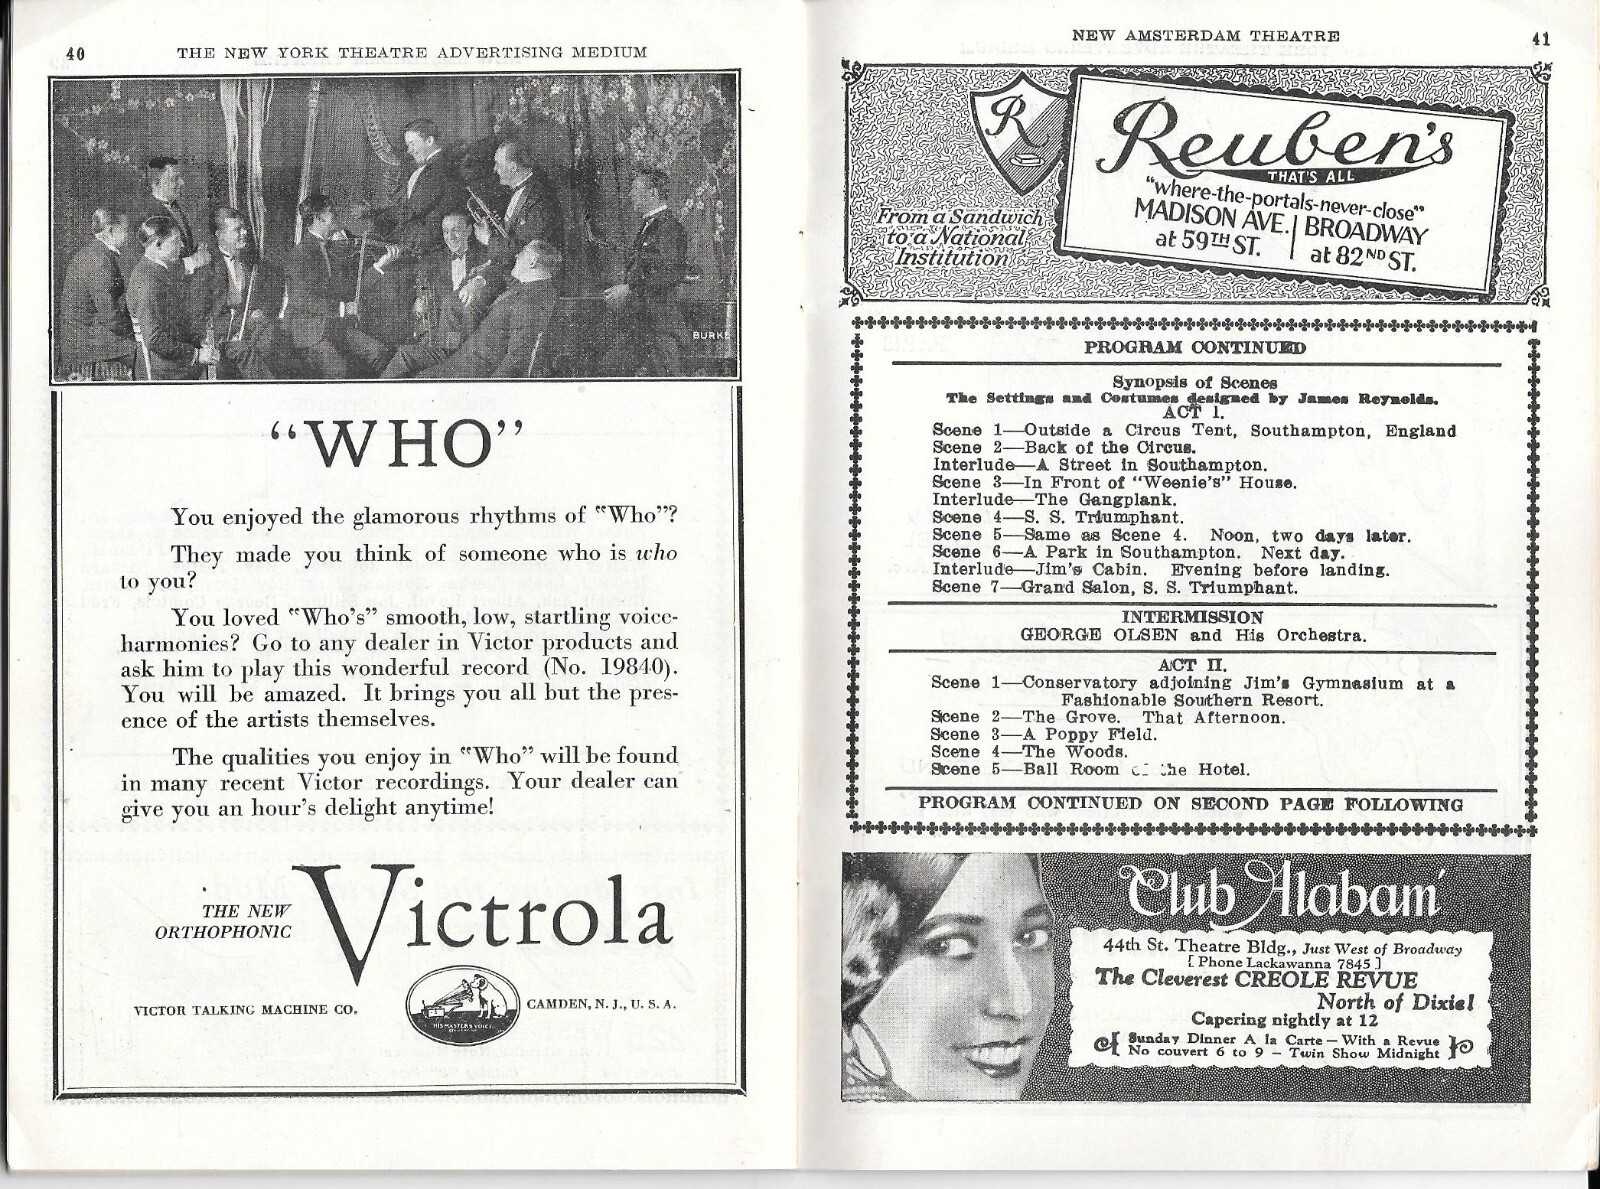 40
THE NEW YORK THEATRE ADVERTISING MEDIUM
BURKE
“WHO”
You enjoyed the glamorous rhythms of “Who”?
They made you think of someone who is who
to you?
You loved “Who's” smooth, low, startling voice-
harmonies? Go to any dealer in Victor products and
ask him to play this wonderful record (No. 19840).
You will be amazed. It brings you all but the pres-
ence of the artists themselves.
The qualities you enjoy in “Who” will be found
in many recent Victor recordings. Your dealer can
give you an hour's delight anytime!
THE NEW
ORTHOPHONIC
Victrola
VICTOR TALKING MACHINE CO.
HIS MASTER'S VOICE
CAMDEN, N. J., U. S. A.
NEW AMSTERDAM THEATRE
41
R
From a Sandwich
to a National
Institution
Reuben's
THAT'S ALL
“where-the-portals-never-close”
MADISON AVE.
at 59TH ST.
BROADWAY
at 82ND ST.
PROGRAM CONTINUED
Synopsis of Scenes
The Settings and Costumes designed by James Reynolds.
ACT I.
Scene 1—Outside a Circus Tent, Southampton, England
Scene 2—Back of the Circus.
Interlude—A Street in Southampton.
Scene 3—In Front of "Weenie's" House.
Interlude—The Gangplank.
Scene 4—S. S. Triumphant.
Scene 5—Same as Scene 4. Noon, two days later.
Scene 6—A Park in Southampton. Next day.
Interlude—Jim's Cabin. Evening before landing.
Scene 7—Grand Salon, S. S. Triumphant.
INTERMISSION
GEORGE OLSEN and His Orchestra.
ACT II.
Scene 1—Conservatory adjoining Jim's Gymnasium at a
Fashionable Southern Resort.
Scene 2—The Grove. That Afternoon.
Scene 3—A Poppy Field.
Scene 4—The Woods.
Scene 5—Ball Room of the Hotel.
PROGRAM CONTINUED ON SECOND PAGE FOLLOWING
Club Alabam'
44th St. Theatre Bldg., Just West of Broadway
[ Phone Lackawanna 7845 ]
The Cleverest CREOLE REVUE
North of Dixie!
Capering nightly at 12
Sunday Dinner A la Carte — With a Revue
No couvert 6 to 9 — Twin Show Midnight